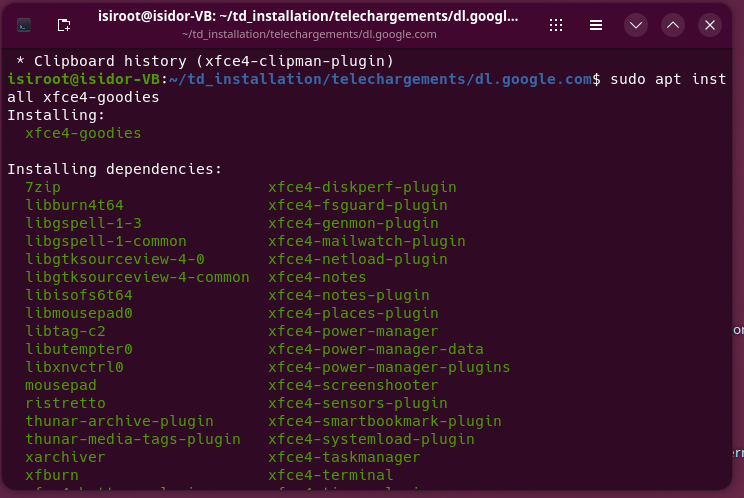 isiroot@isidor-VB: ~/td_installation/telechargements/dl.googl...
~/td_installation/telechargements/dl.google.com
* Clipboard history (xfce4-clipman-plugin)
isiroot@isidor-VB:~/td_installation/telechargements/dl.google.com$ sudo apt inst
all xfce4-goodies
Installing:
xfce4-goodies
Installing dependencies:
7zip xfce4-diskperf-plugin
libburn4t64 xfce4-fsguard-plugin
libgspell-1-3 xfce4-genmon-plugin
libgspell-1-common xfce4-mailwatch-plugin
libgtksourceview-4-0 xfce4-netload-plugin
libgtksourceview-4-common xfce4-notes
libisofs6t64 xfce4-notes-plugin
libmousepad0 xfce4-places-plugin
libtag-c2 xfce4-power-manager
libutempter0 xfce4-power-manager-data
libxnvctrl0 xfce4-power-manager-plugins
mousepad xfce4-screenshooter
ristretto xfce4-sensors-plugin
thunar-archive-plugin xfce4-smartbookmark-plugin
thunar-media-tags-plugin xfce4-systemload-plugin
xarchiver xfce4-taskmanager
xfburn xfce4-terminal